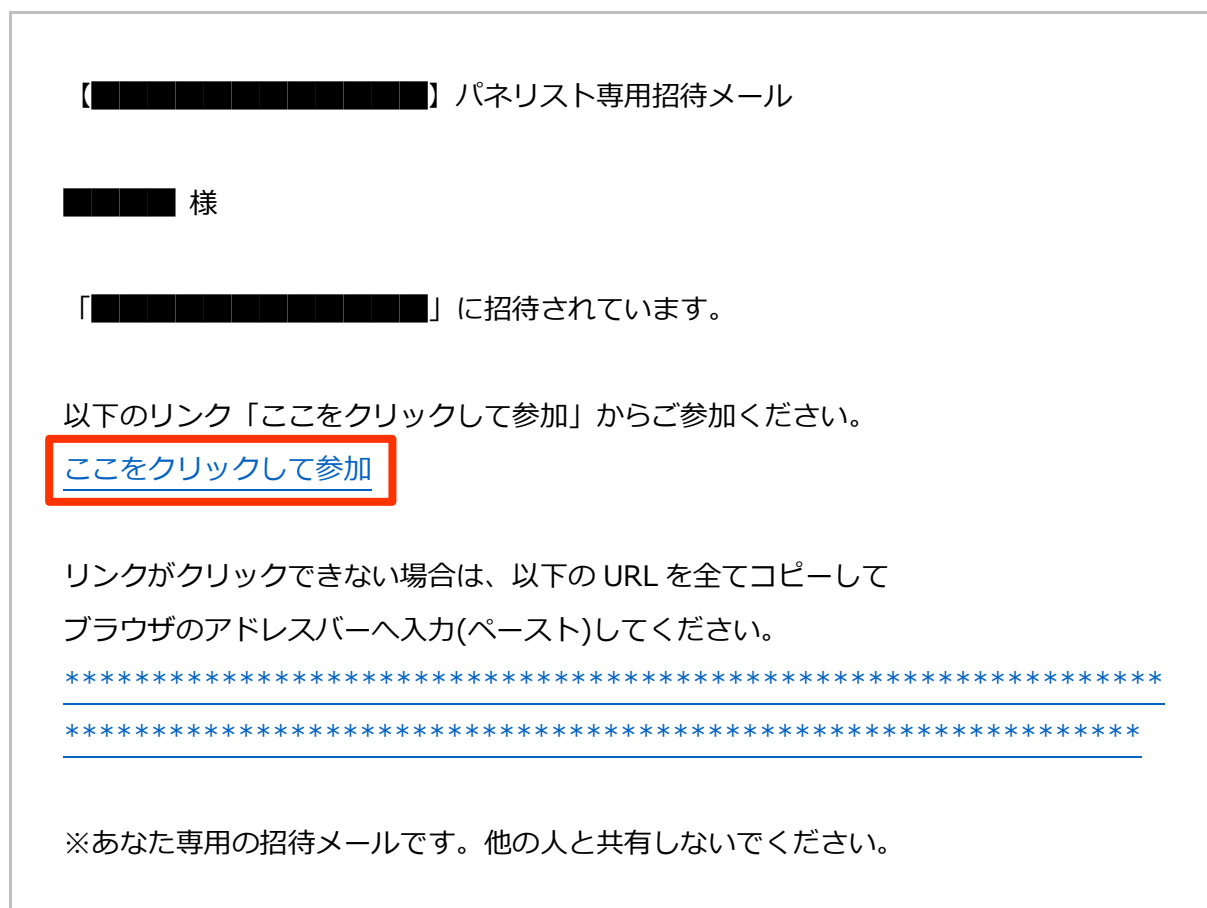 【】パネリスト専用招待メール
様
「」に招待されています。
以下のリンク「ここをクリックして参加」からご参加ください。
ここをクリックして参加
リンクがクリックできない場合は、以下の URL を全てコピーして
ブラウザのアドレスバーへ入力(ペースト)してください。
***************************************************************
**************************************************************
※あなた専用の招待メールです。他の人と共有しないでください。